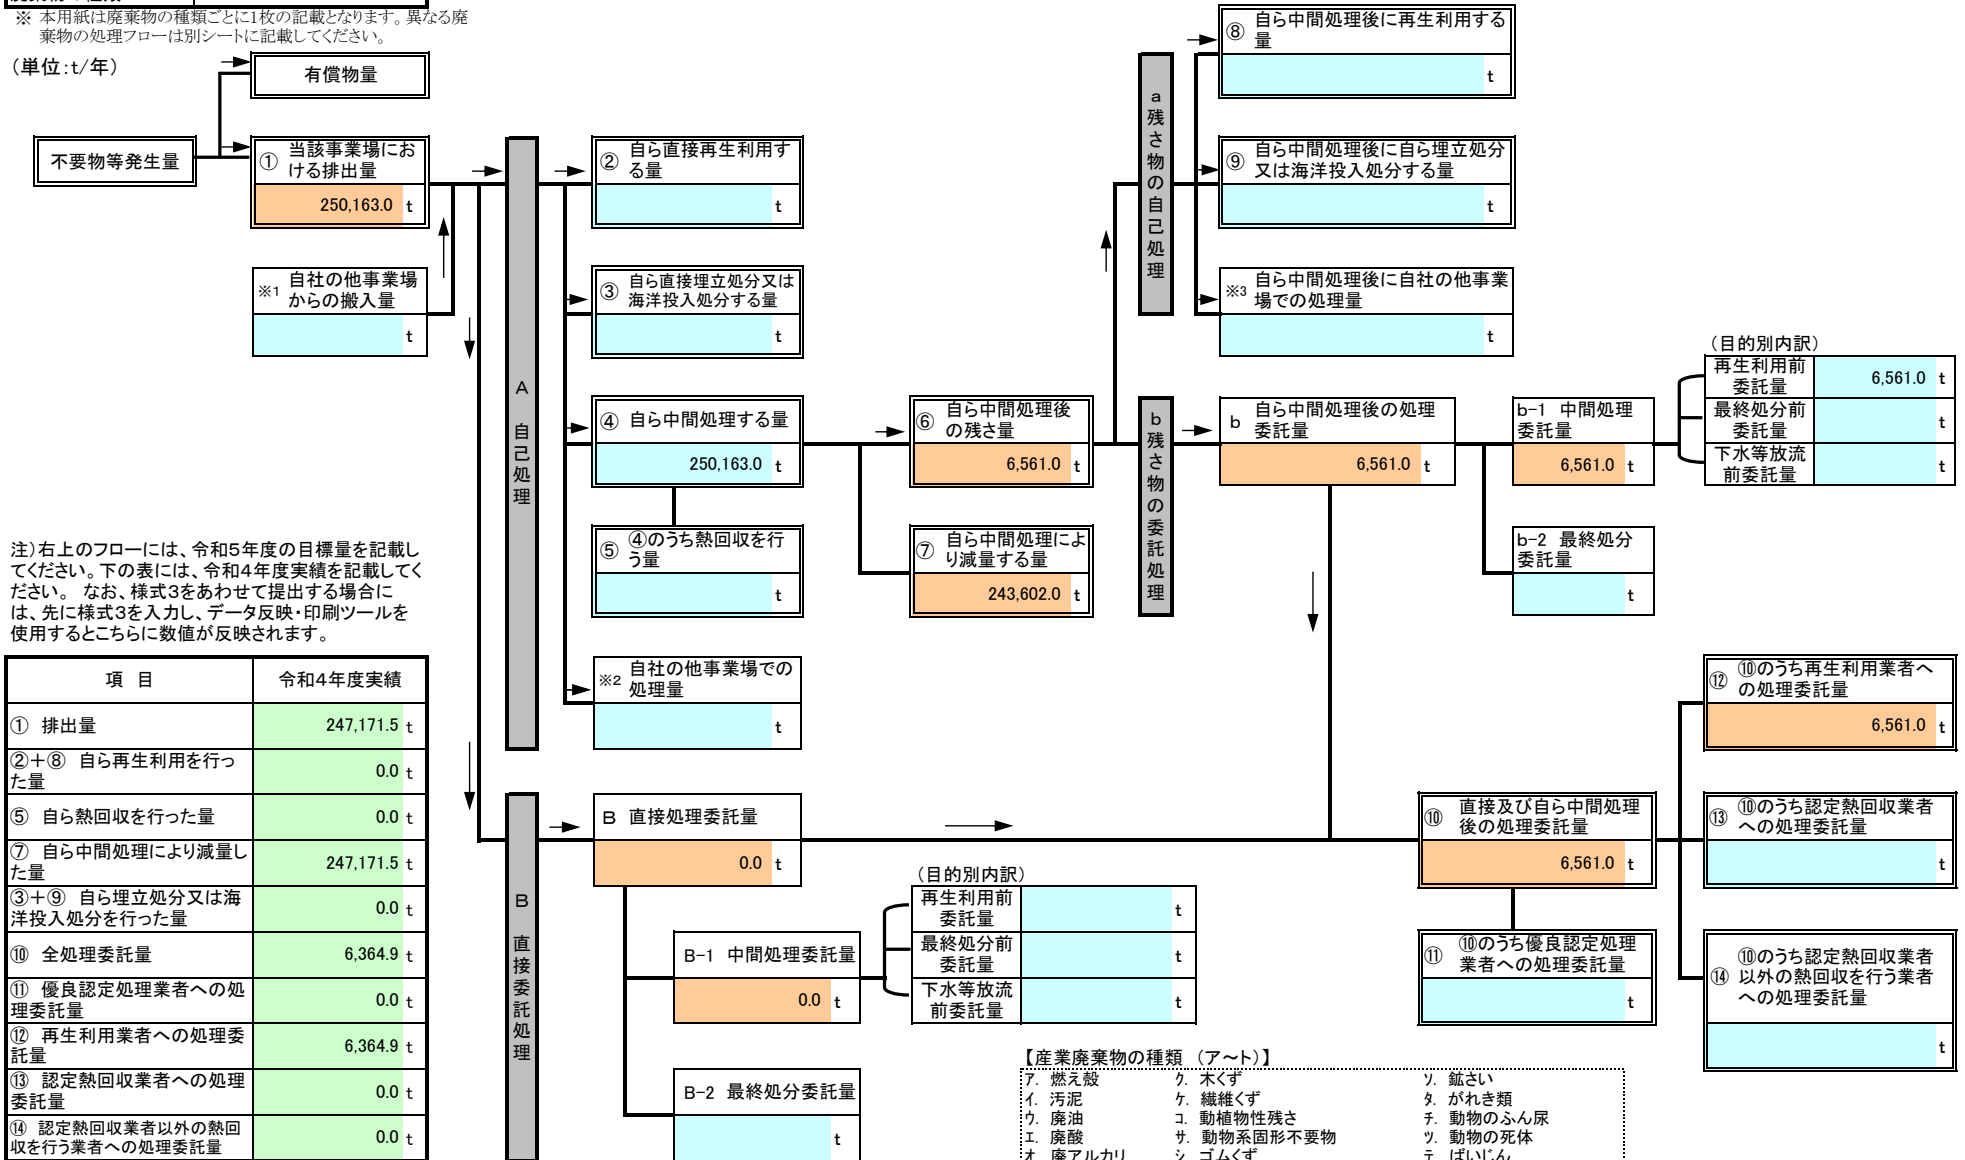 ※ 本用紙は廃棄物の種類ごとに1枚の記載となります。異なる廃
棄物の処理フローは別シートに記載してください。
(単位:t/年)
有償物量
不要物等発生量
① 当該事業場にお
ける排出量
250,163.0 t
※1 自社の他事業場
からの搬入量
t
A 自己処理
② 自ら直接再生利用す
る量
t
③ 自ら直接埋立処分又は
海洋投入処分する量
t
④ 自ら中間処理する量
250,163.0 t
⑤ ④のうち熱回収を行
う量
t
※2 自社の他事業場での
処理量
t
⑥ 自ら中間処理後
の残さ量
6,561.0 t
⑦ 自ら中間処理によ
り減量する量
243,602.0 t
a 残さ物の自己処理
⑧ 自ら中間処理後に再生利用する
量
t
⑨ 自ら中間処理後に自ら埋立処分
又は海洋投入処分する量
t
※3 自ら中間処理後に自社の他事業
場での処理量
t
b 残さ物の委託処理
b 自ら中間処理後の処理
委託量
6,561.0 t
b-1 中間処理
委託量
6,561.0 t
b-2 最終処分
委託量
t
(目的別内訳)
再生利用前
委託量
6,561.0 t
最終処分前
委託量
t
下水等放流
前委託量
t
注)右上のフローには、令和5年度の目標量を記載し
てください。下の表には、令和4年度実績を記載してく
ださい。 なお、様式3をあわせて提出する場合に
は、先に様式3を入力し、データ反映・印刷ツールを
使用するとこちらに数値が反映されます。
項 目 令和4年度実績
① 排出量 247,171.5 t
②+⑧ 自ら再生利用を行っ
た量
0.0 t
⑤ 自ら熱回収を行った量 0.0 t
⑦ 自ら中間処理により減量し
た量
247,171.5 t
③+⑨ 自ら埋立処分又は海
洋投入処分を行った量
0.0 t
⑩ 全処理委託量 6,364.9 t
⑪ 優良認定処理業者への処
理委託量
0.0 t
⑫ 再生利用業者への処理委
託量
6,364.9 t
⑬ 認定熱回収業者への処理
委託量
0.0 t
⑭ 認定熱回収業者以外の熱回
収を行う業者への処理委託量
0.0 t
B 直接委託処理
B 直接処理委託量
0.0 t
B-1 中間処理委託量
0.0 t
B-2 最終処分委託量
t
(目的別内訳)
再生利用前
委託量
t
最終処分前
委託量
t
下水等放流
前委託量
t
⑩ 直接及び自ら中間処理
後の処理委託量
6,561.0 t
⑪ ⑩のうち優良認定処理
業者への処理委託量
t
⑫ ⑩のうち再生利用業者へ
の処理委託量
6,561.0 t
⑬ ⑩のうち認定熱回収業者
への処理委託量
t
⑭ ⑩のうち認定熱回収業者
以外の熱回収を行う業者
への処理委託量
t
【産業廃棄物の種類 (ア~ト)】
ア. 燃え殻 ク. 木くず ソ. 鉱さい
イ. 汚泥 ケ. 繊維くず タ. がれき類
ウ. 廃油 コ. 動植物性残さ チ. 動物のふん尿
エ. 廃酸 サ. 動物系固形不要物 ツ. 動物の死体
オ. 廃アルカリ シ. ゴムくず テ. ばいじん